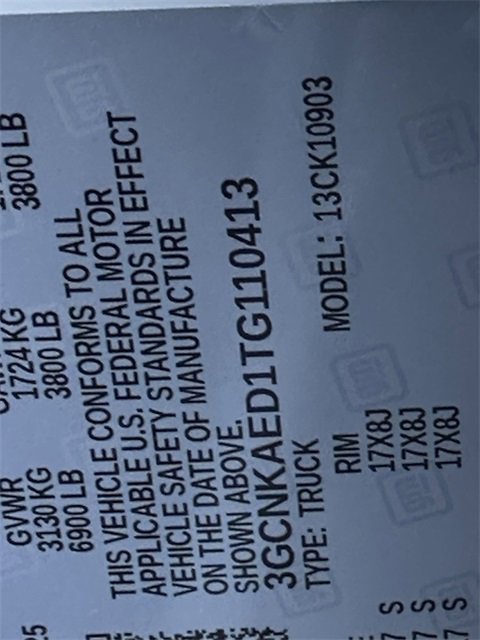 GVWR
3130 KG
6900 LB
1724 KG
3800 LB
3800 LB
THIS VEHICLE CONFORMS TO ALL
APPLICABLE U.S. FEDERAL MOTOR
VEHICLE SAFETY STANDARDS IN EFFECT
ON THE DATE OF MANUFACTURE
SHOWN ABOVE.
3GCNKAED1TG110413
TYPE: TRUCK MODEL: 13CK10903
RIM
17X8J
17X8J
17X8J
S
S
S